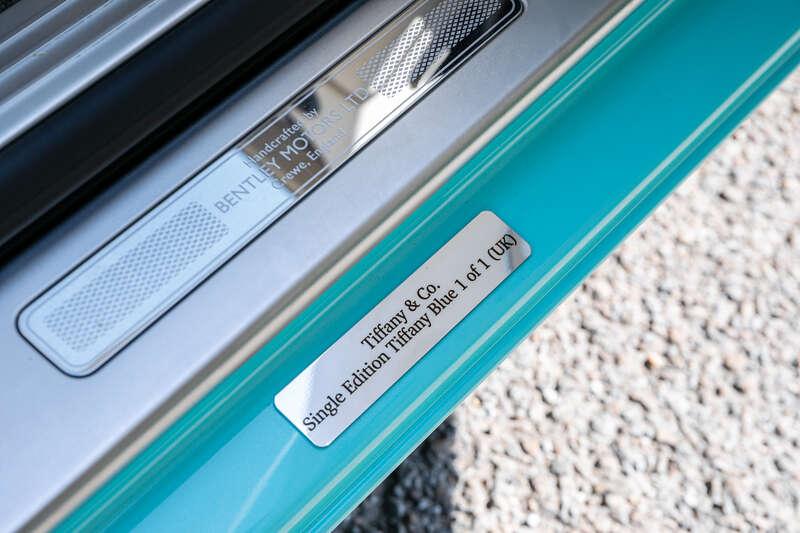 Handcrafted by
BENTLEY MOTORS LTD
Crewe, England
Tiffany & Co.
Single Edition Tiffany Blue 1 of 1 (UK)